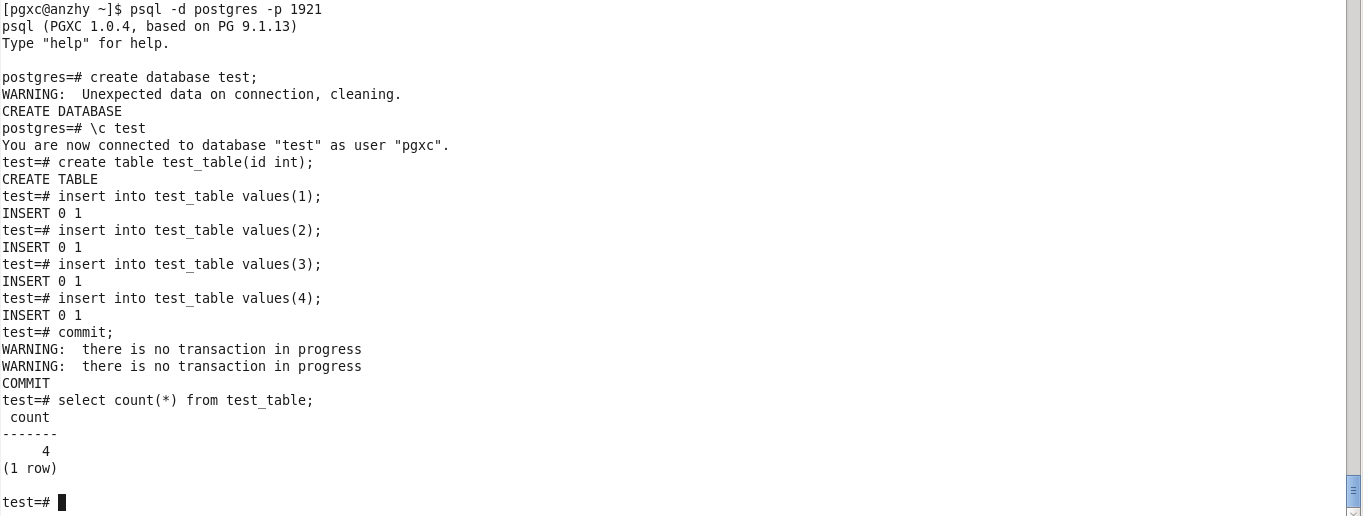 [pgxc@anzhy ~]$ psql -d postgres -p 1921
psql (PGXC 1.0.4, based on PG 9.1.13)
Type "help" for help.
postgres=# create database test;
WARNING:  Unexpected data on connection, cleaning.
CREATE DATABASE
postgres=# \c test
You are now connected to database "test" as user "pgxc".
test=# create table test_table(id int);
CREATE TABLE
test=# insert into test_table values(1);
INSERT 0 1
test=# insert into test_table values(2);
INSERT 0 1
test=# insert into test_table values(3);
INSERT 0 1
test=# insert into test_table values(4);
INSERT 0 1
test=# commit;
WARNING:  there is no transaction in progress
WARNING:  there is no transaction in progress
COMMIT
test=# select count(*) from test_table;
 count
-------
     4
(1 row)
test=#